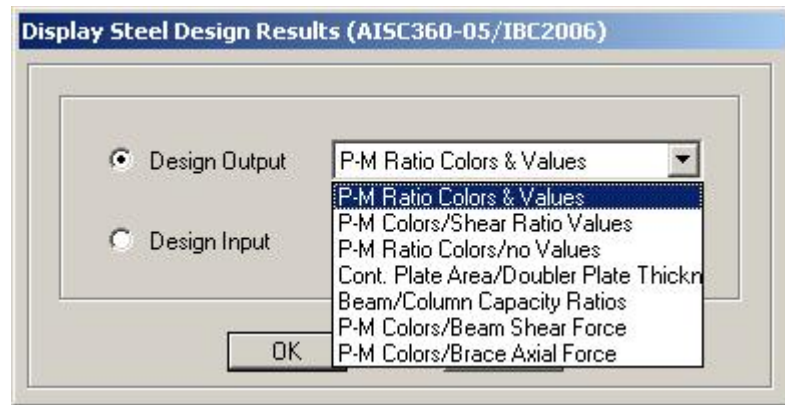 Display Steel Design Results (AISC360-05/IBC2006)
Design Output P-M Ratio Colors & Values
P-M Ratio Colors & Values
P-M Colors/Shear Ratio Values
Design Input P-M Ratio Colors/no Values
Cont. Plate Area/Doubler Plate Thickn
Beam/Column Capacity Ratios
P-M Colors/Beam Shear Force
OK P-M Colors/Brace Axial Force